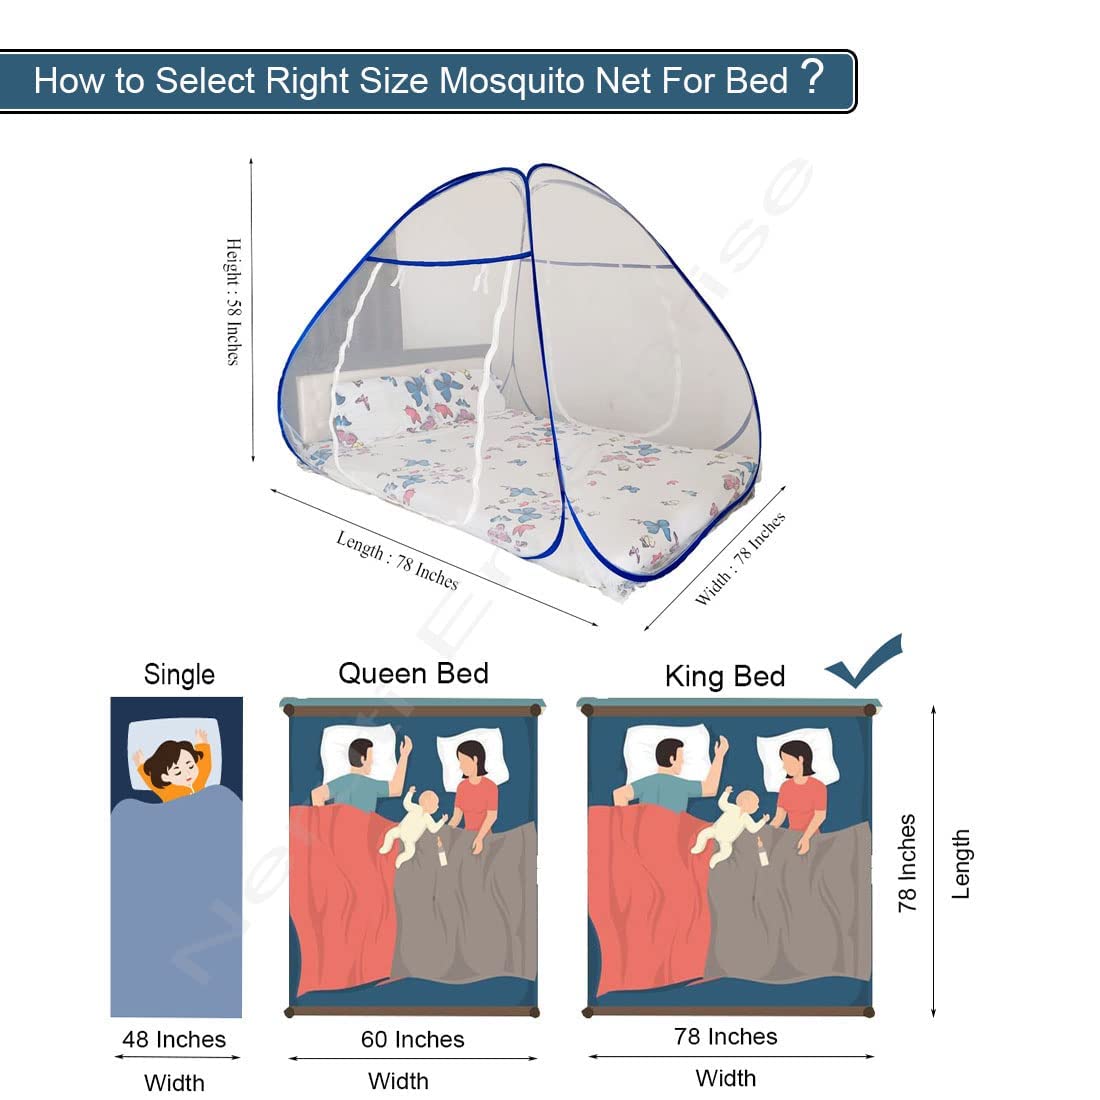 How to Select Right Size Mosquito Net For Bed ?
Height : 58 Inches
Length : 78 Inches
Width : 78 Inches
Single
Queen Bed
King Bed
78 Inches
Length
48 Inches
Width
60 Inches
Width
78 Inches
Width